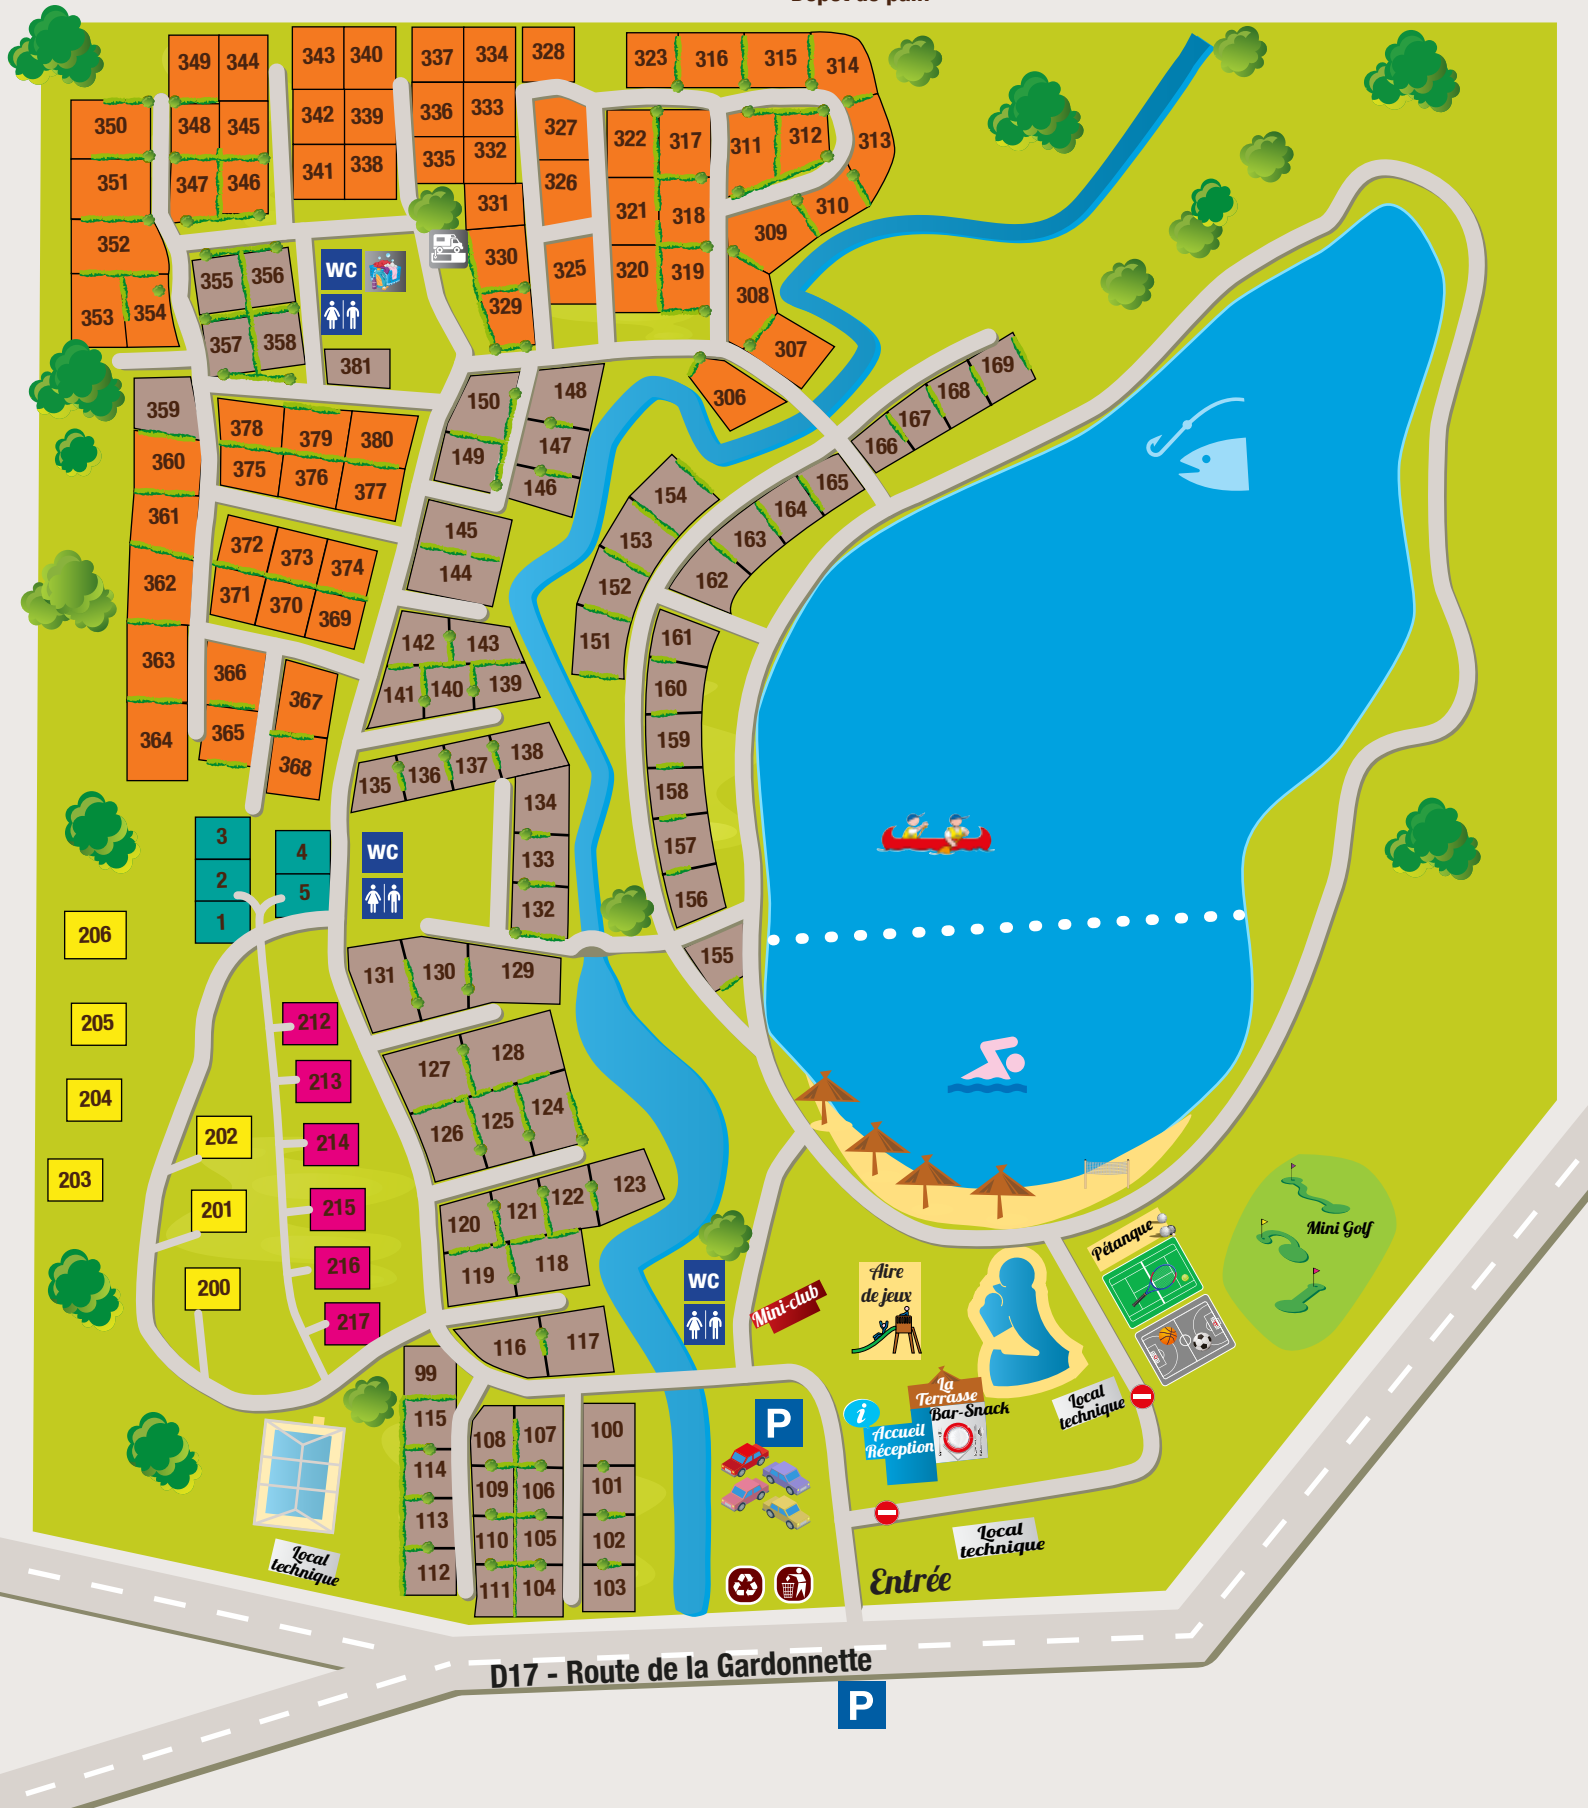 349 344
343 340
337 334 328
323 316 315 314
350 348 345
342 339
336 333 327
322 317 311 312 313
351 347 346
341 338
335 332 326
331 321 318 310
352 309
355 356 WC
330 325 320 319 308
353 354
357 358 329 307
381
306
359
150 148
169
168
167
166
378 379 380
149 147
360 375 376 377
146
165
154 164
361
372 373 374
145
153 163
362 371 370 369
144
152 162
142 143
151 161
363 366 367
141 140 139
160
364 365 368
138
159
135 136 137
134
158
3 4
WC
133
157
2 5
132
156
1
206
131 130 129
155
205
212
127 128
213
204
126 125 124
202
214
203
122 123
201
215
120 121
Pétanque
Mini Golf
119 118
216
200
WC
Aire
de jeux
Mini-club
217
116 117
99
La
Terrasse
Bar-Snack
Local
technique
115
108 107
100
P
i
Accueil
Réception
114
109 106
101
113
110 105
102
Local
technique
112
111 104
103
Local
technique
Entrée
D17 - Route de la Gardonnette
P